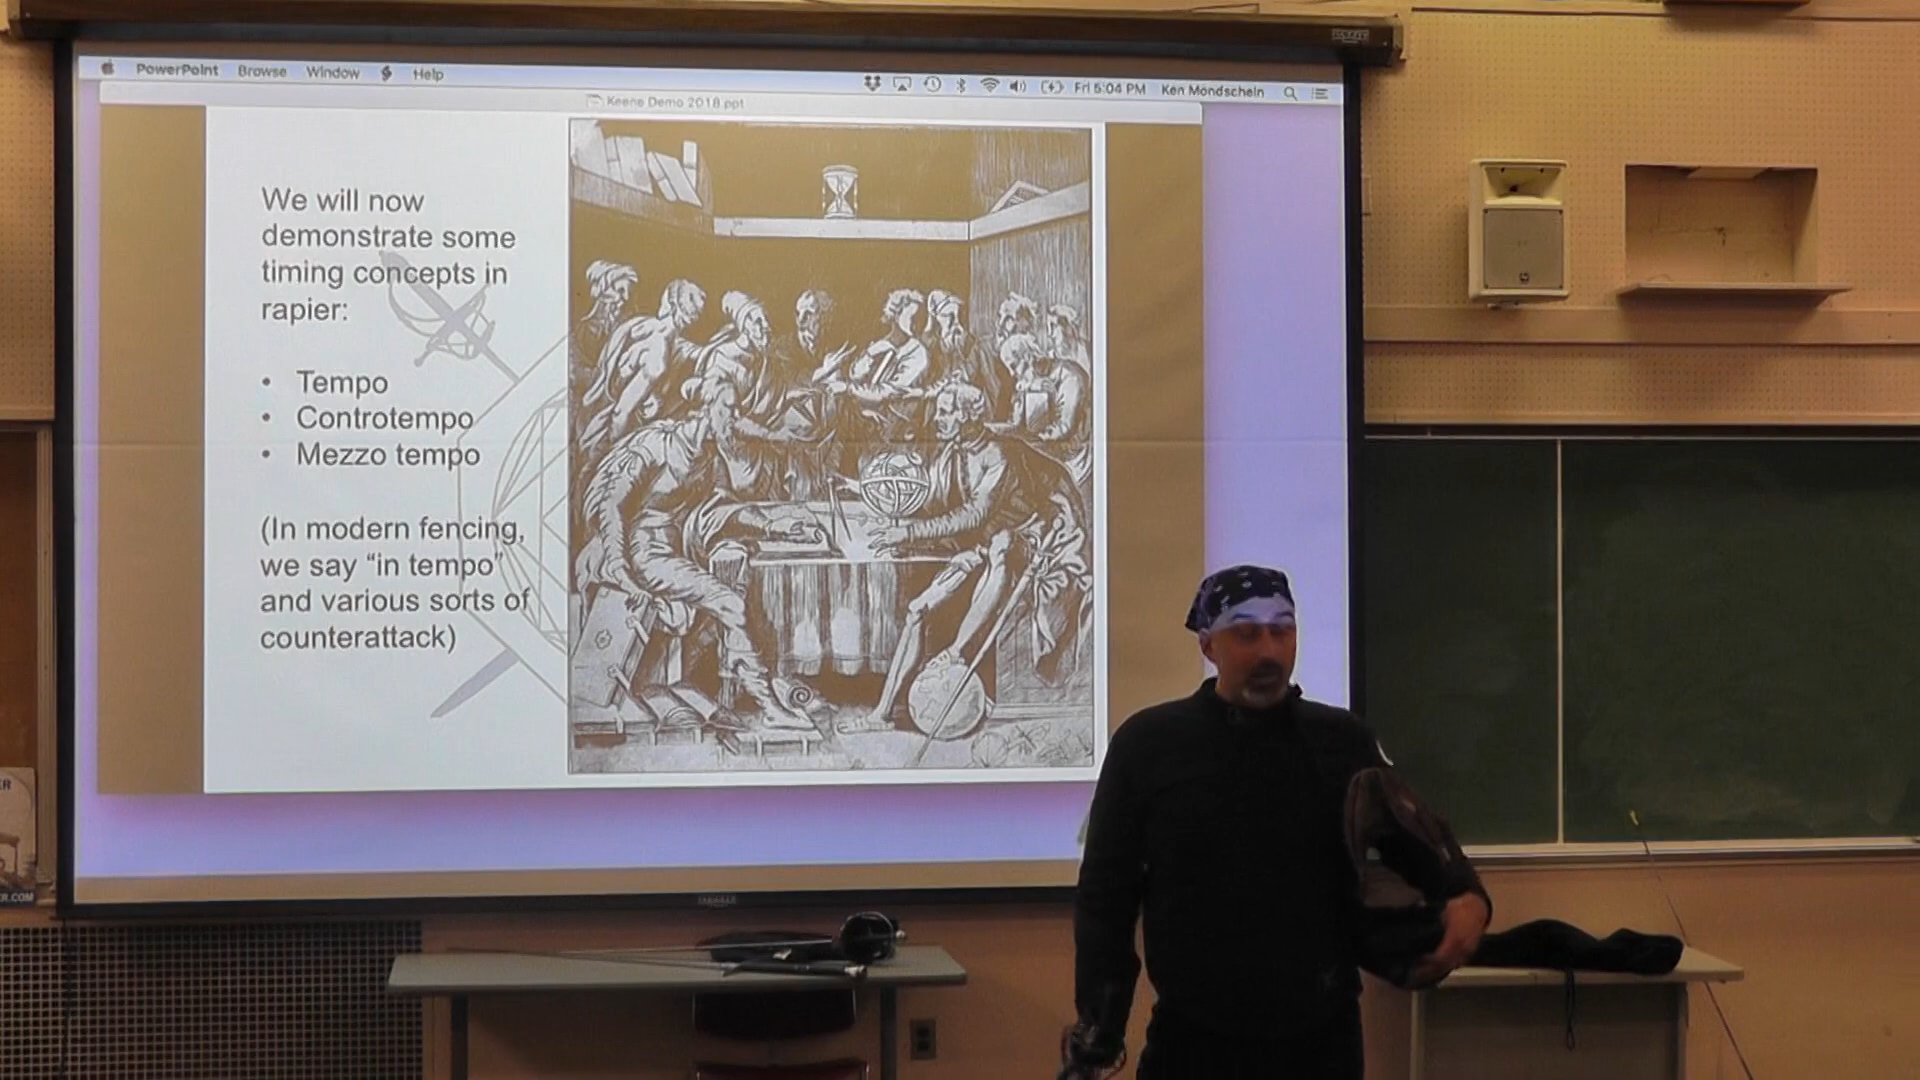 PowerPoint Browse Window Help
Fri 5:04 PM Ken Mondschein
Keene Demo 2018.ppt
We will now
demonstrate some
timing concepts in
rapier:
• Tempo
• Controtempo
• Mezzo tempo
(In modern fencing,
we say “in tempo”
and various sorts of
counterattack)
ER
R.COM